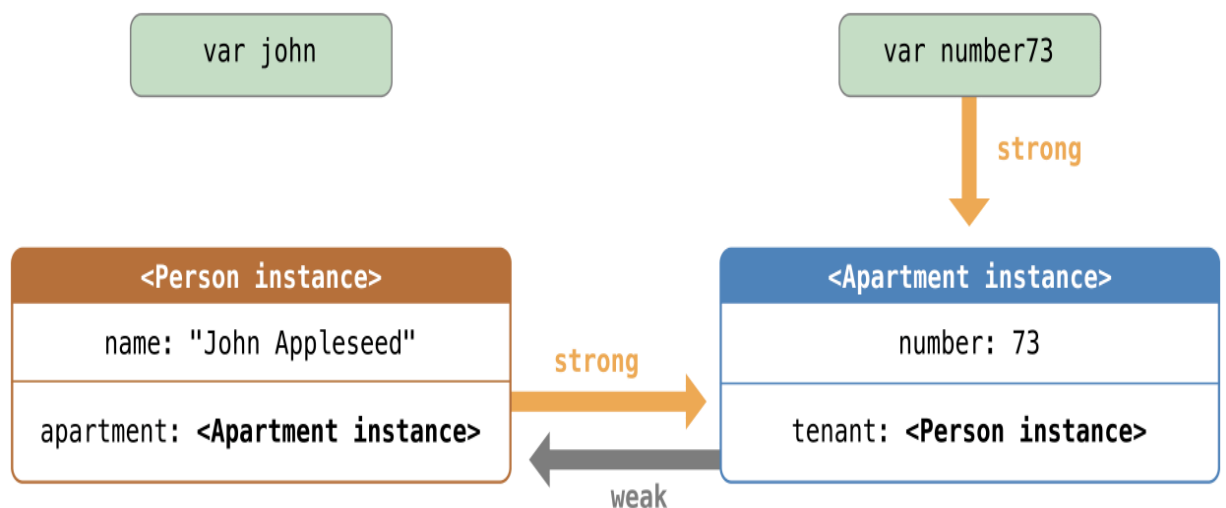 var john
var number73
strong
<Person instance>
<Apartment instance>
name: "John Appleseed"
number: 73
strong
apartment: <Apartment instance>
tenant: <Person instance>
weak